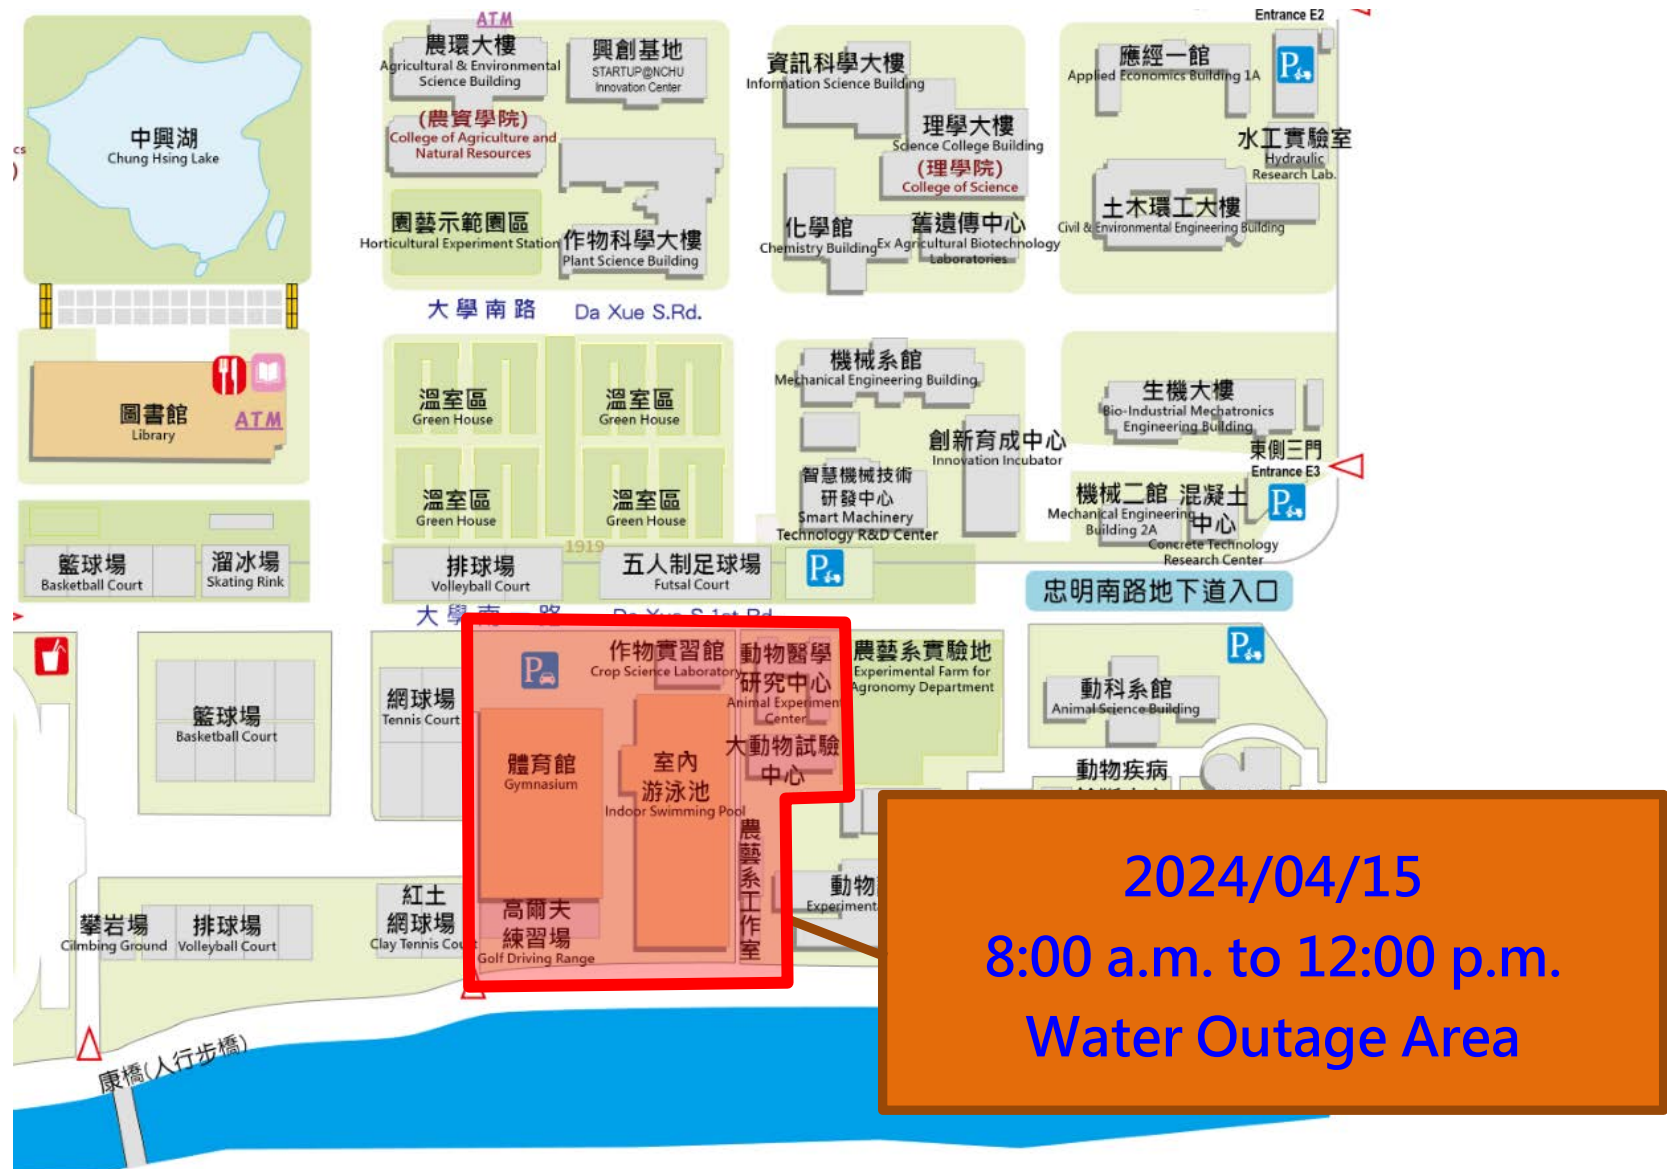 Entrance E2
ATM
農環大樓
Agricultural & Environmental
Science Building
興創基地
STARTUP@NCHU
Innovation Center
資訊科學大樓
Information Science Building
應經一館
Applied Economics Building 1A
P
中興湖
Chung Hsing Lake
cs
)
(農資學院)
College of Agriculture and
Natural Resources
理學大樓
Science College Building
(理學院)
College of Science
水工實驗室
Hydraulic
Research Lab.
園藝示範園區
Horticultural Experiment Station
作物科學大樓
Plant Science Building
化學館
Chemistry Building
舊遺傳中心
Ex Agricultural Biotechnology
Laboratories
土木環工大樓
Civil & Environmental Engineering Building
大學南路 Da Xue S.Rd.
圖書館
Library
ATM
溫室區
Green House
溫室區
Green House
機械系館
Mechanical Engineering Building
生機大樓
Bio-Industrial Mechatronics
Engineering Building
創新育成中心
Innovation Incubator
東側三門
Entrance E3
溫室區
Green House
溫室區
Green House
智慧機械技術
研發中心
Smart Machinery
Technology R&D Center
機械二館
Mechanical Engineering
Building 2A
混凝土
中心
Concrete Technology
Research Center
P
籃球場
Basketball Court
溜冰場
Skating Rink
1919
排球場
Volleyball Court
五人制足球場
Futsal Court
P
忠明南路地下道入口
大學南一路 Da Xue S.1st Rd.
籃球場
Basketball Court
網球場
Tennis Court
P
作物實習館
Crop Science Laboratory
動物醫學
研究中心
Animal Experiment
Center
農藝系實驗地
Experimental Farm for
Agronomy Department
P
動科系館
Animal Science Building
體育館
Gymnasium
室內
游泳池
Indoor Swimming Pool
大動物試驗
中心
動物疾病
農藝系工作室
動物
Experiment
攀岩場
Cilmbing Ground
排球場
Volleyball Court
紅土
網球場
Clay Tennis Court
高爾夫
練習場
Golf Driving Range
康橋(人行步橋)
2024/04/15
8:00 a.m. to 12:00 p.m.
Water Outage Area